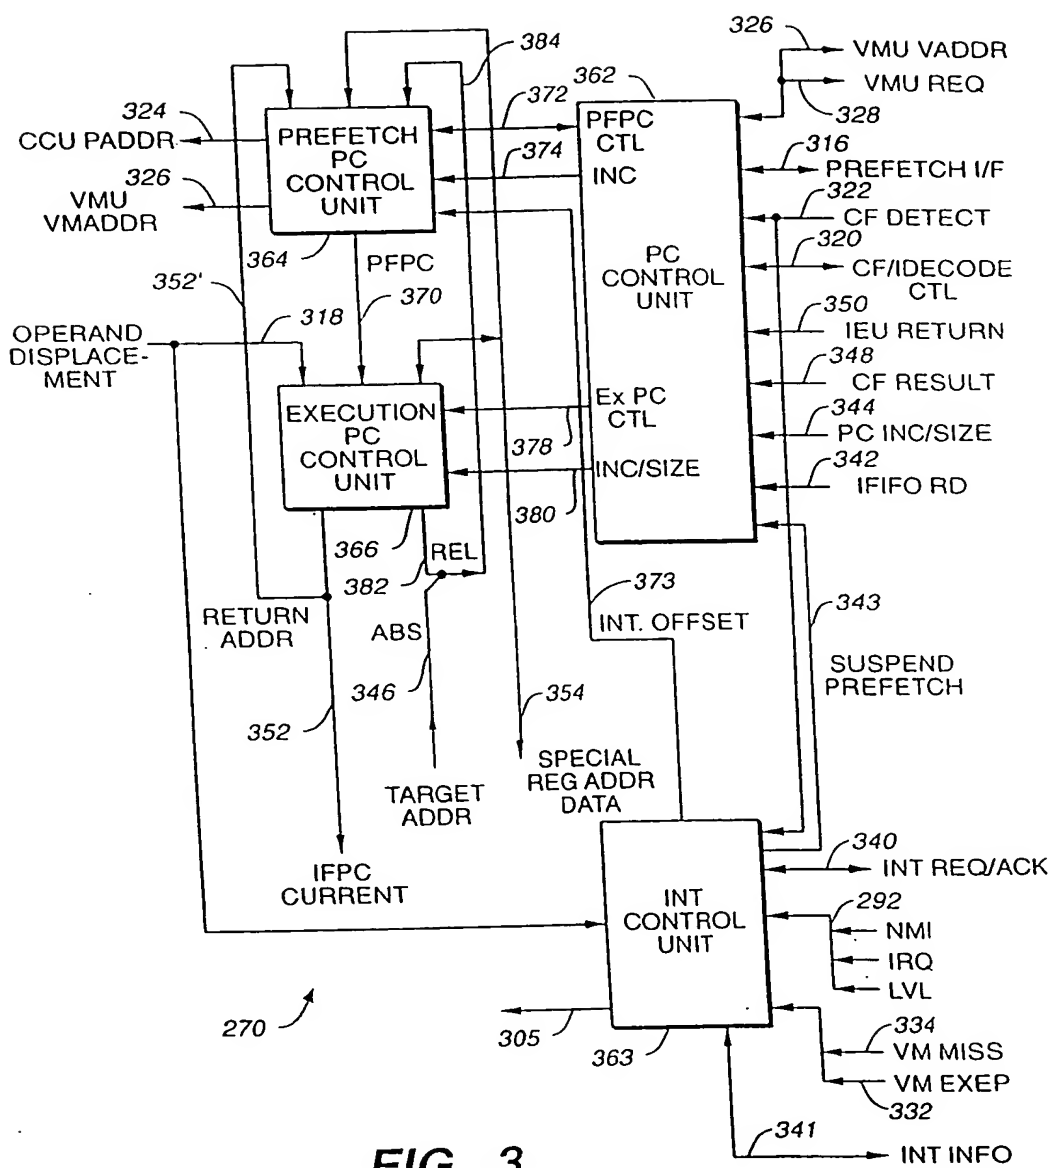 384
326
VMU VADDR
362
324
372
VMU REQ
328
CCU PADDR
PREFETCH
PC
CONTROL
UNIT
PFPC
CTL
374
316
PREFETCH I/F
326
INC
322
VMU
VMADDR
CF DETECT
364
PFPC
PC
CONTROL
UNIT
320
CF/IDECODE
CTL
352'
370
350
OPERAND
DISPLACE-
MENT
318
IEU RETURN
348
CF RESULT
EXECUTION
PC
CONTROL
UNIT
Ex PC
CTL
344
378
PC INC/SIZE
INC/SIZE
342
IFIFO RD
380
366
REL
382
373
343
RETURN
ADDR
ABS
INT. OFFSET
346
SUSPEND
PREFETCH
352
354
TARGET
ADDR
SPECIAL
REG ADDR
DATA
340
IFPC
CURRENT
INT REQ/ACK
INT
CONTROL
UNIT
292
NMI
IRQ
LVL
270
305
363
334
VM MISS
VM EXEP
332
341
INT INFO
FIG_3